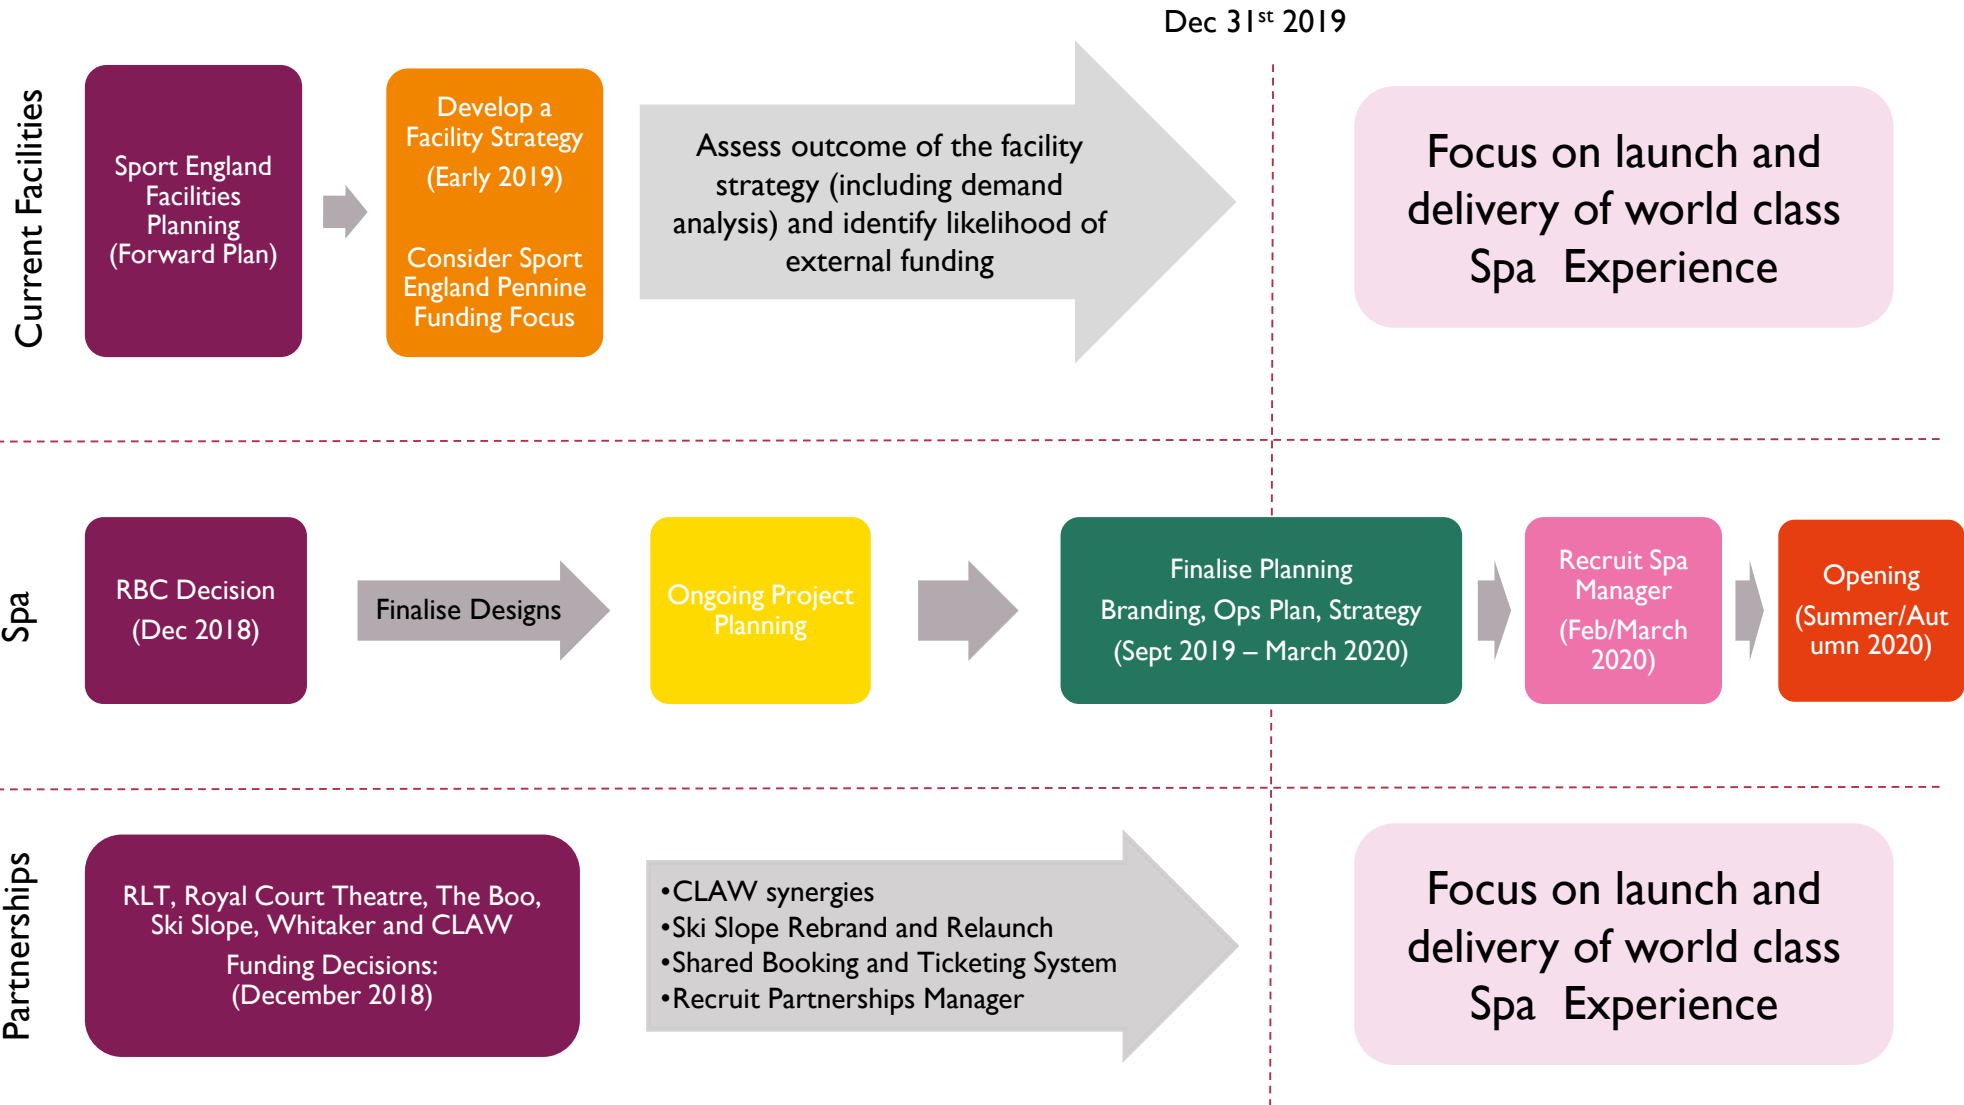 Dec 31st 2019
Current Facilities
Sport England
Facilities
Planning
(Forward Plan)
Develop a
Facility Strategy
(Early 2019)
Consider Sport
England Pennine
Funding Focus
Assess outcome of the facility
strategy (including demand
analysis) and identify likelihood of
external funding
Focus on launch and
delivery of world class
Spa  Experience
Spa
RBC Decision
(Dec 2018)
Finalise Designs
Ongoing Project
Planning
Finalise Planning
Branding, Ops Plan, Strategy
(Sept 2019 – March 2020)
Recruit Spa
Manager
(Feb/March
2020)
Opening
(Summer/Aut
umn 2020)
Partnerships
RLT, Royal Court Theatre, The Boo,
Ski Slope, Whitaker and CLAW
Funding Decisions:
(December 2018)
•CLAW synergies
•Ski Slope Rebrand and Relaunch
•Shared Booking and Ticketing System
•Recruit Partnerships Manager
Focus on launch and
delivery of world class
Spa  Experience